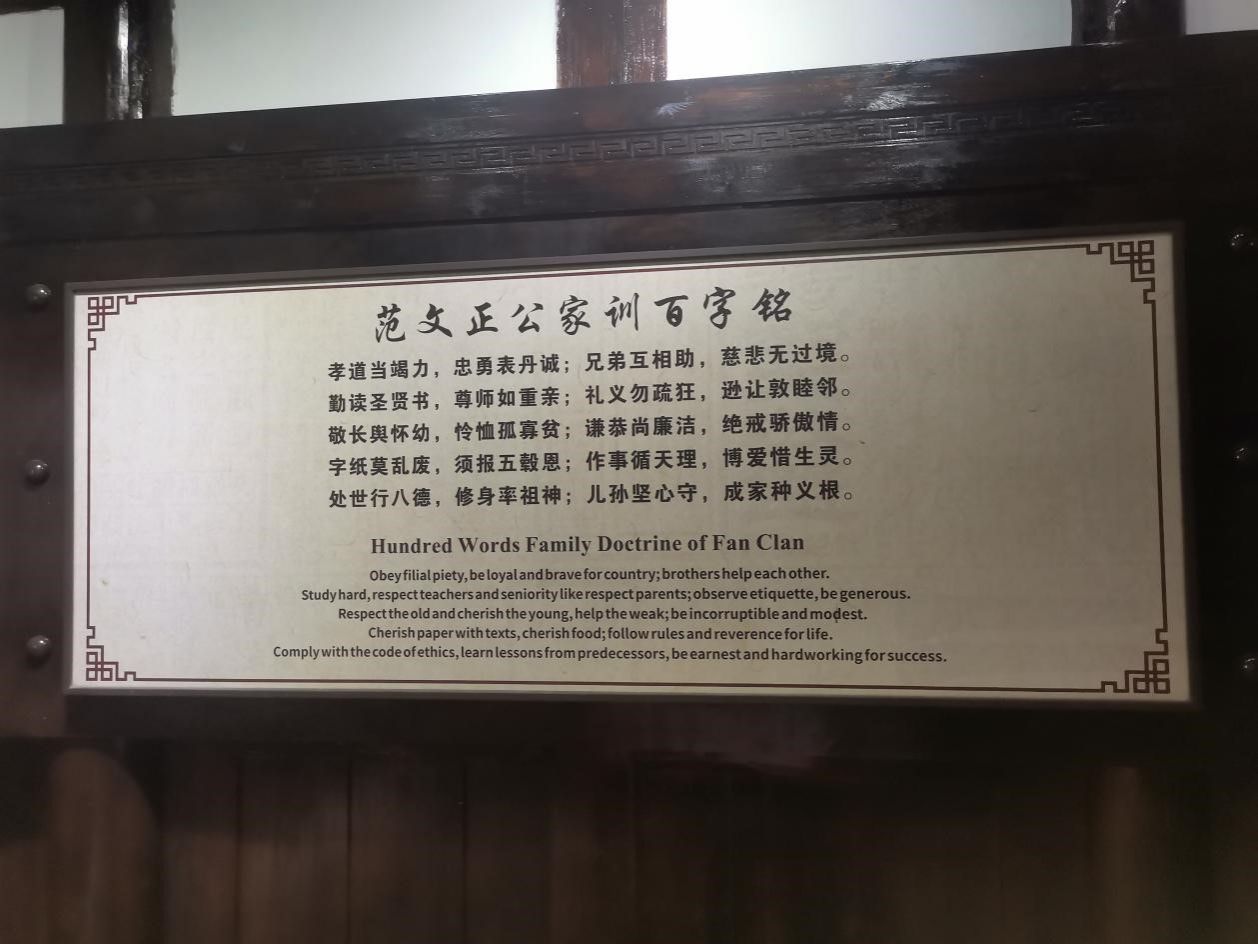 范文正公家训百字铭
孝道当竭力，忠勇表丹诚；兄弟互相助，慈悲无过境。
勤读圣贤书，尊师如重亲；礼义勿疏狂，逊让敦睦邻。
敬长舆怀幼，怜恤孤寡贫；谦恭尚廉洁，绝戒骄傲情。
字纸莫乱废，须报五毂恩；作事循天理，博爱惜生灵。
处世行八德，修身率祖神；儿孙坚心守，成家种义根。
Hundred Words Family Doctrine of Fan Clan
Obey filial piety, be loyal and brave for country; brothers help each other.
Study hard, respect teachers and seniority like respect parents; observe etiquette, be generous.
Respect the old and cherish the young, help the weak; be incorruptible and modest.
Cherish paper with texts, cherish food; follow rules and reverence for life.
Comply with the code of ethics, learn lessons from predecessors, be earnest and hardworking for success.